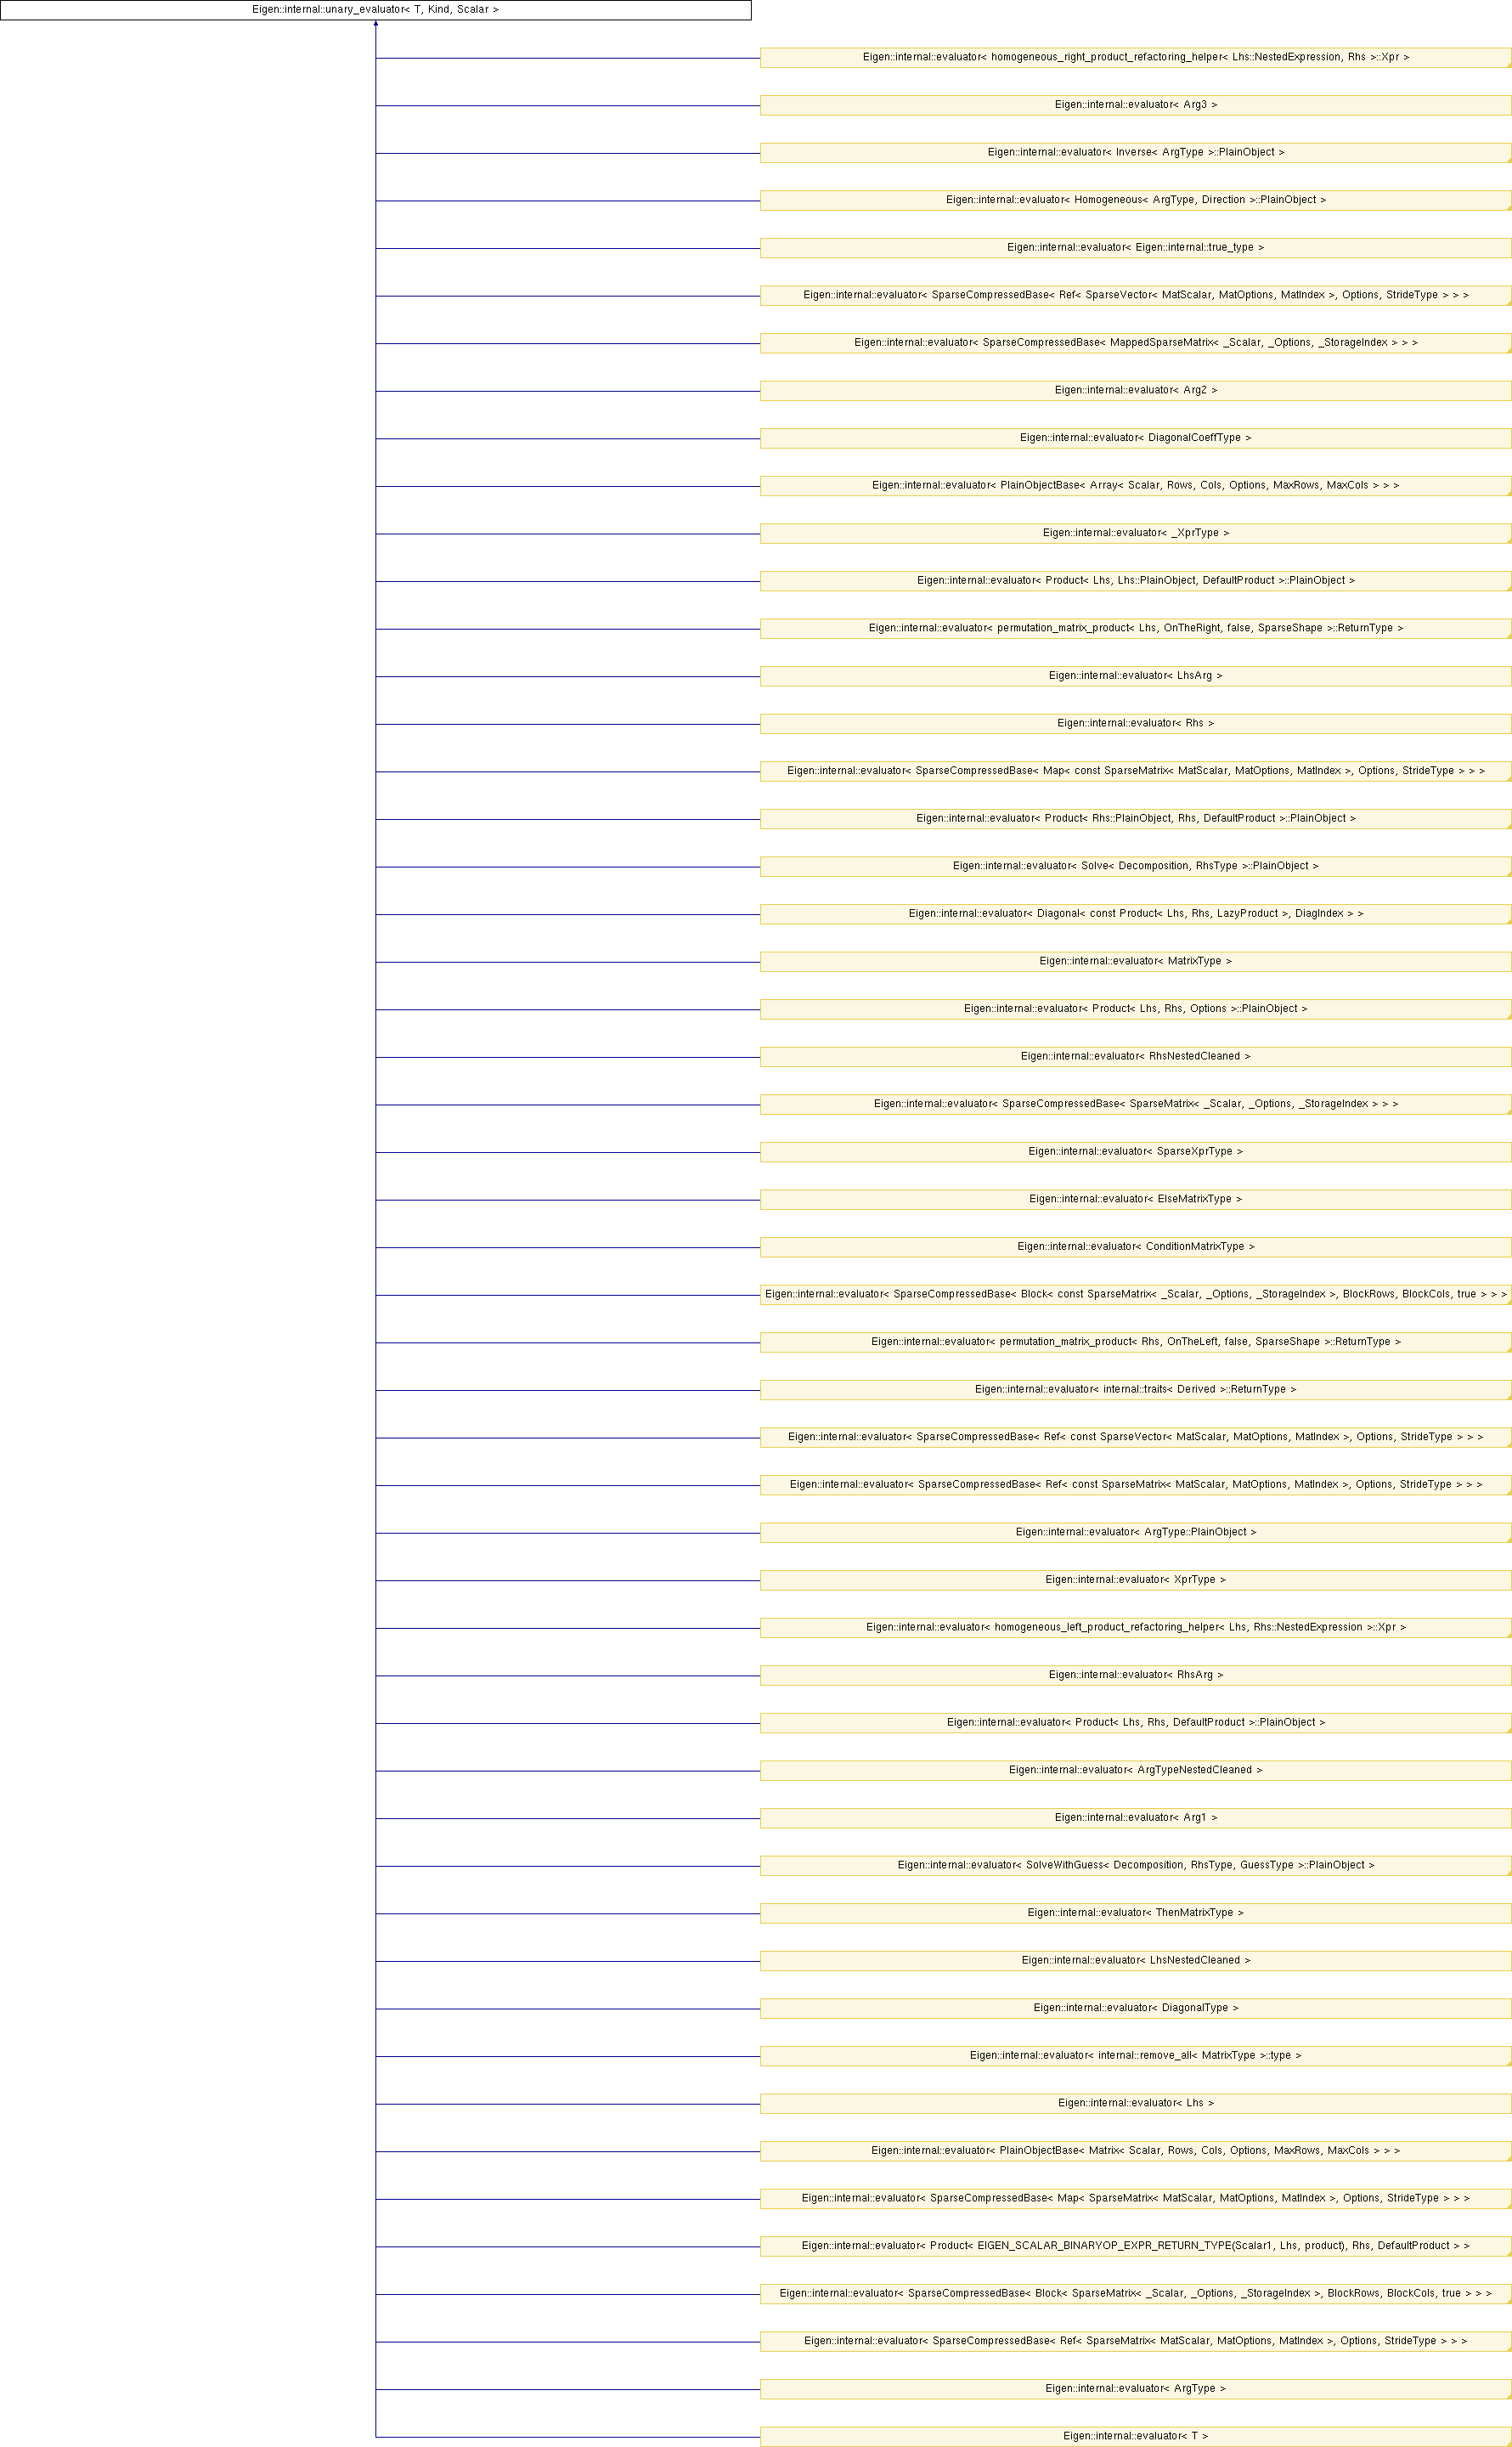 Eigen::internal::unary_evaluator< T, Kind, Scalar >
Eigen::internal::evaluator< homogeneous_right_product_refactoring_helper< Lhs::NestedExpression, Rhs >::Xpr >
Eigen::internal::evaluator< Arg3 >
Eigen::internal::evaluator< Inverse< ArgType >::PlainObject >
Eigen::internal::evaluator< Homogeneous< ArgType, Direction >::PlainObject >
Eigen::internal::evaluator< Eigen::internal::true_type >
Eigen::internal::evaluator< SparseCompressedBase< Ref< SparseVector< MatScalar, MatOptions, MatIndex >, Options, StrideType > > >
Eigen::internal::evaluator< SparseCompressedBase< MappedSparseMatrix< _Scalar, _Options, _StorageIndex > > >
Eigen::internal::evaluator< Arg2 >
Eigen::internal::evaluator< DiagonalCoeffType >
Eigen::internal::evaluator< PlainObjectBase< Array< Scalar, Rows, Cols, Options, MaxRows, MaxCols > > >
Eigen::internal::evaluator< _XprType >
Eigen::internal::evaluator< Product< Lhs, Lhs::PlainObject, DefaultProduct >::PlainObject >
Eigen::internal::evaluator< permutation_matrix_product< Lhs, OnTheRight, false, SparseShape >::ReturnType >
Eigen::internal::evaluator< LhsArg >
Eigen::internal::evaluator< Rhs >
Eigen::internal::evaluator< SparseCompressedBase< Map< const SparseMatrix< MatScalar, MatOptions, MatIndex >, Options, StrideType > > >
Eigen::internal::evaluator< Product< Rhs::PlainObject, Rhs, DefaultProduct >::PlainObject >
Eigen::internal::evaluator< Solve< Decomposition, RhsType >::PlainObject >
Eigen::internal::evaluator< Diagonal< const Product< Lhs, Rhs, LazyProduct >, DiagIndex > >
Eigen::internal::evaluator< MatrixType >
Eigen::internal::evaluator< Product< Lhs, Rhs, Options >::PlainObject >
Eigen::internal::evaluator< RhsNestedCleaned >
Eigen::internal::evaluator< SparseCompressedBase< SparseMatrix< _Scalar, _Options, _StorageIndex > > >
Eigen::internal::evaluator< SparseXprType >
Eigen::internal::evaluator< ElseMatrixType >
Eigen::internal::evaluator< ConditionMatrixType >
Eigen::internal::evaluator< SparseCompressedBase< Block< const SparseMatrix< _Scalar, _Options, _StorageIndex >, BlockRows, BlockCols, true > > >
Eigen::internal::evaluator< permutation_matrix_product< Rhs, OnTheLeft, false, SparseShape >::ReturnType >
Eigen::internal::evaluator< internal::traits< Derived >::ReturnType >
Eigen::internal::evaluator< SparseCompressedBase< Ref< const SparseVector< MatScalar, MatOptions, MatIndex >, Options, StrideType > > >
Eigen::internal::evaluator< SparseCompressedBase< Ref< const SparseMatrix< MatScalar, MatOptions, MatIndex >, Options, StrideType > > >
Eigen::internal::evaluator< ArgType::PlainObject >
Eigen::internal::evaluator< XprType >
Eigen::internal::evaluator< homogeneous_left_product_refactoring_helper< Lhs, Rhs::NestedExpression >::Xpr >
Eigen::internal::evaluator< RhsArg >
Eigen::internal::evaluator< Product< Lhs, Rhs, DefaultProduct >::PlainObject >
Eigen::internal::evaluator< ArgTypeNestedCleaned >
Eigen::internal::evaluator< Arg1 >
Eigen::internal::evaluator< SolveWithGuess< Decomposition, RhsType, GuessType >::PlainObject >
Eigen::internal::evaluator< ThenMatrixType >
Eigen::internal::evaluator< LhsNestedCleaned >
Eigen::internal::evaluator< DiagonalType >
Eigen::internal::evaluator< internal::remove_all< MatrixType >::type >
Eigen::internal::evaluator< Lhs >
Eigen::internal::evaluator< PlainObjectBase< Matrix< Scalar, Rows, Cols, Options, MaxRows, MaxCols > > >
Eigen::internal::evaluator< SparseCompressedBase< Map< SparseMatrix< MatScalar, MatOptions, MatIndex >, Options, StrideType > > >
Eigen::internal::evaluator< Product< EIGEN_SCALAR_BINARYOP_EXPR_RETURN_TYPE(Scalar1, Lhs, product), Rhs, DefaultProduct > >
Eigen::internal::evaluator< SparseCompressedBase< Block< SparseMatrix< _Scalar, _Options, _StorageIndex >, BlockRows, BlockCols, true > > >
Eigen::internal::evaluator< SparseCompressedBase< Ref< SparseMatrix< MatScalar, MatOptions, MatIndex >, Options, StrideType > > >
Eigen::internal::evaluator< ArgType >
Eigen::internal::evaluator< T >